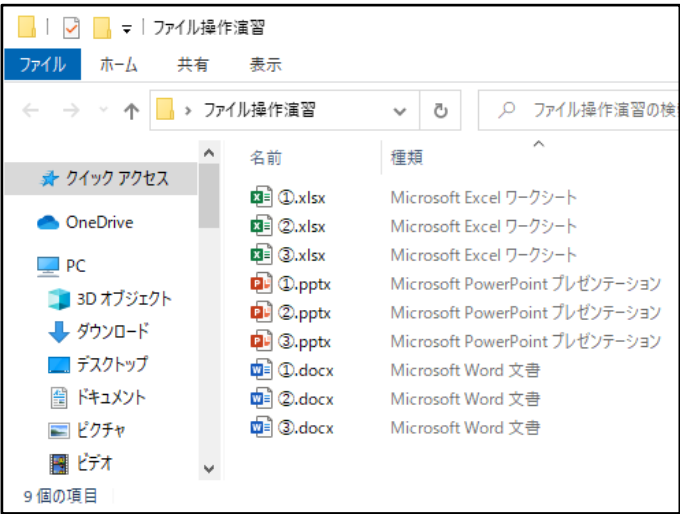 ファイル操作演習
ファイル ホーム 共有 表示
ファイル操作演習 ファイル操作演習の検
名前 種類
クイック アクセス
OneDrive
PC
3D オブジェクト
ダウンロード
デスクトップ
ドキュメント
ピクチャ
ビデオ
①.xlsx Microsoft Excel ワークシート
②.xlsx Microsoft Excel ワークシート
③.xlsx Microsoft Excel ワークシート
①.pptx Microsoft PowerPoint プレゼンテーション
②.pptx Microsoft PowerPoint プレゼンテーション
③.pptx Microsoft PowerPoint プレゼンテーション
①.docx Microsoft Word 文書
②.docx Microsoft Word 文書
③.docx Microsoft Word 文書
9 個の項目